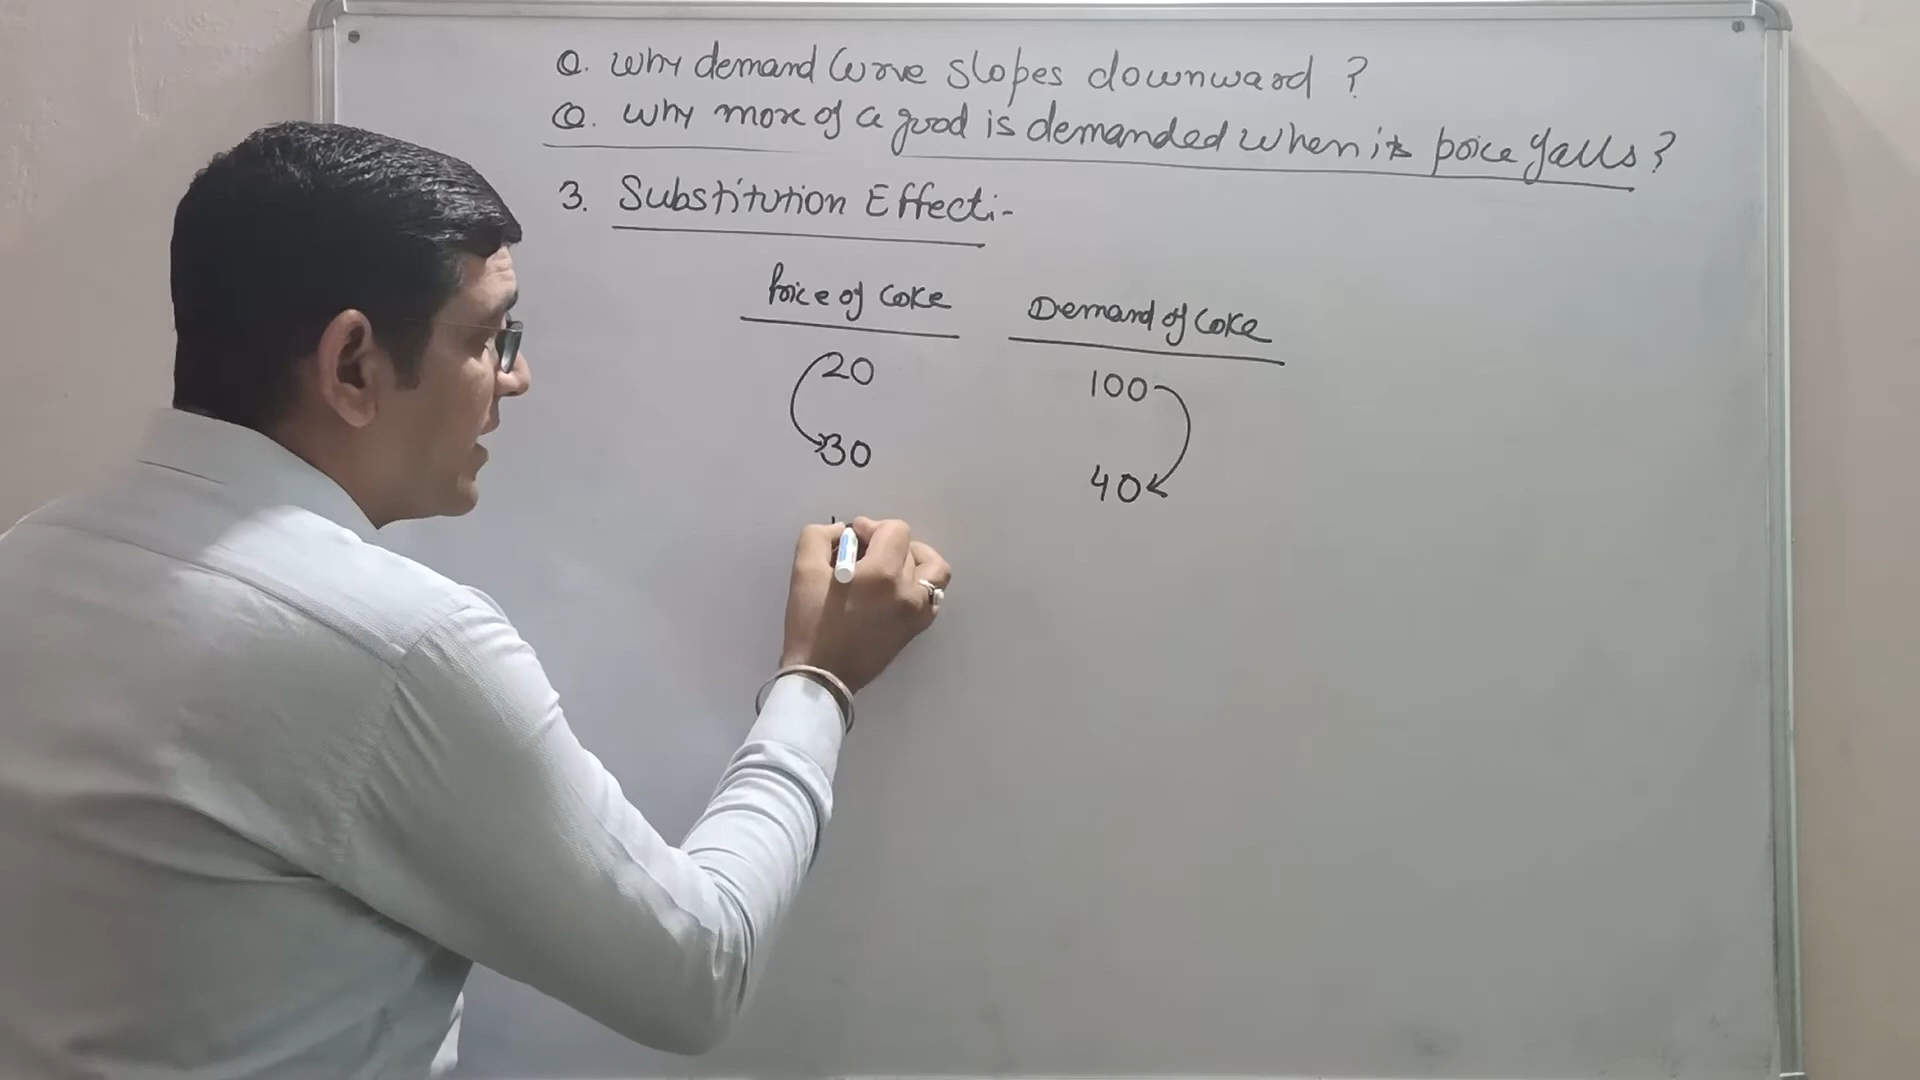 Q. Why demand Curve slopes downward ?
Q. Why more of a good is demanded when its price falls ?
3. Substitution Effect:-
Price of Coke Demand of Coke
20 100
30 40